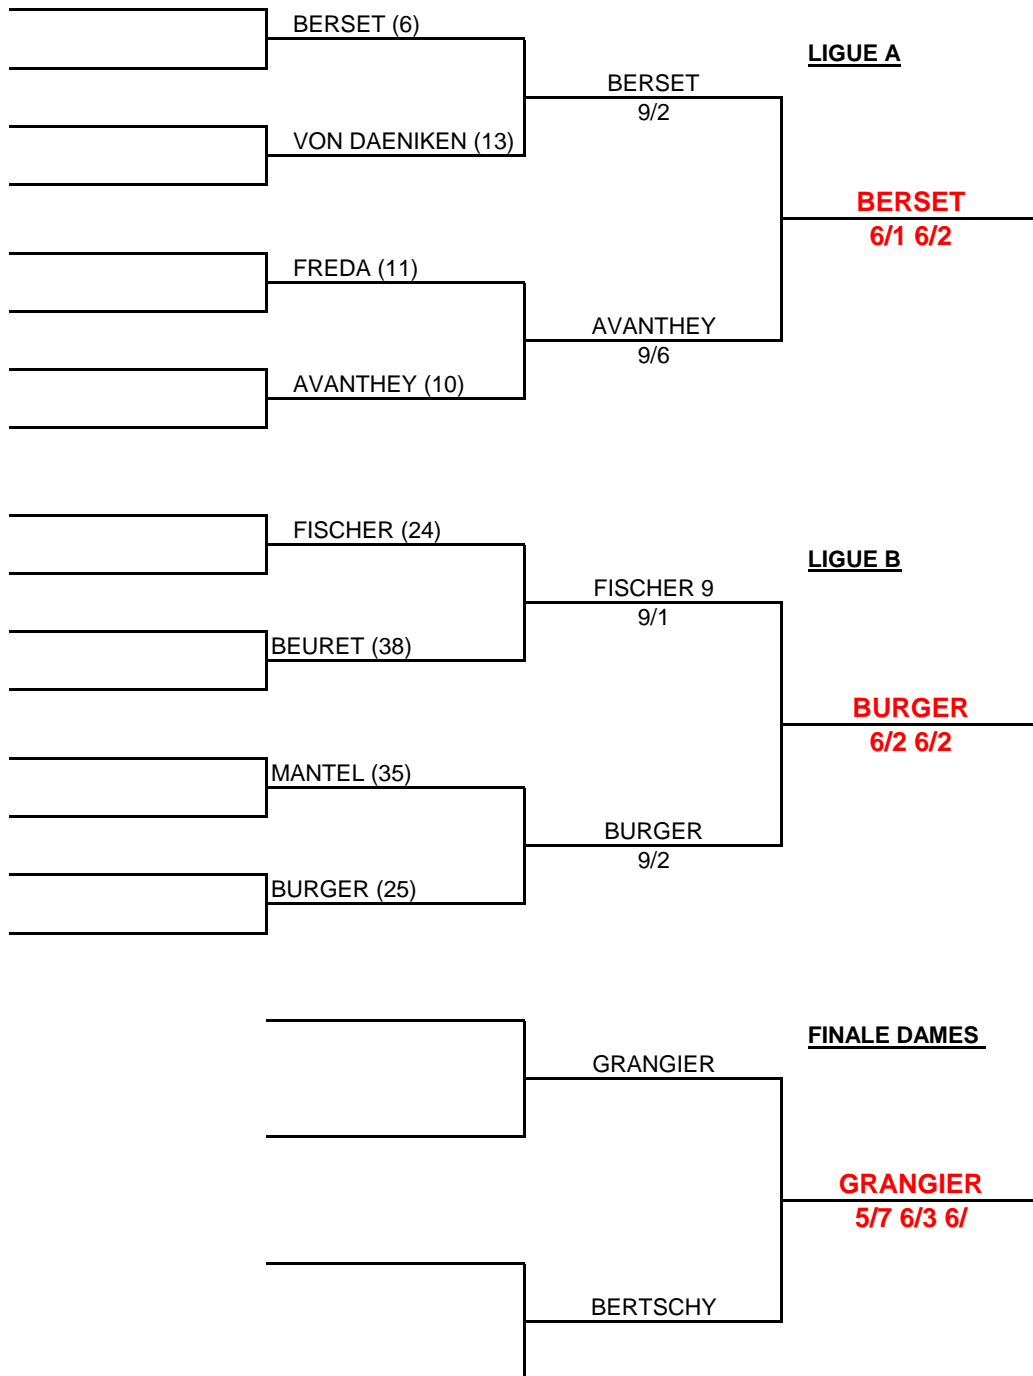 BERSET (6)
LIGUE A
BERSET
9/2
VON DAENIKEN (13)
BERSET
6/1 6/2
FREDA (11)
AVANTHEY
9/6
AVANTHEY (10)
FISCHER (24)
LIGUE B
FISCHER 9
9/1
BEURET (38)
BURGER
6/2 6/2
MANTEL (35)
BURGER
9/2
BURGER (25)
FINALE DAMES
GRANGIER
GRANGIER
5/7 6/3 6/
BERTSCHY